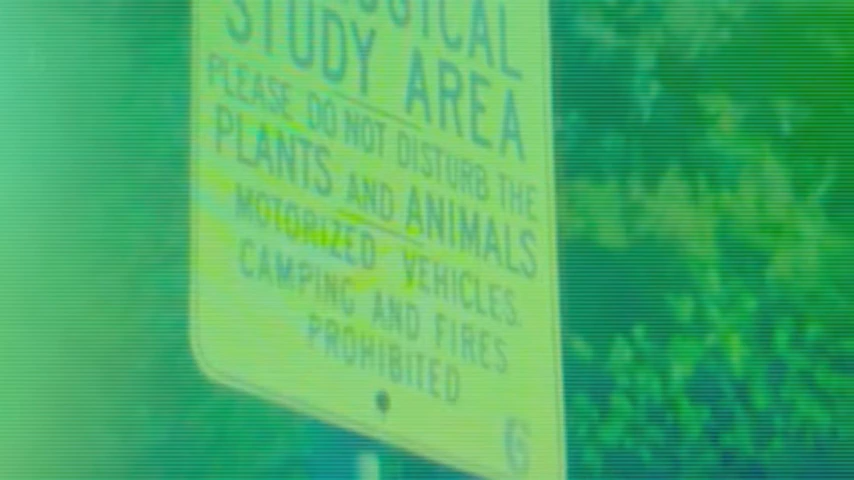 STUDY AREA
PLEASE DO NOT DISTURB THE
PLANTS AND ANIMALS
MOTORIZED VEHICLES.
CAMPING AND FIRES
PROHIBITED